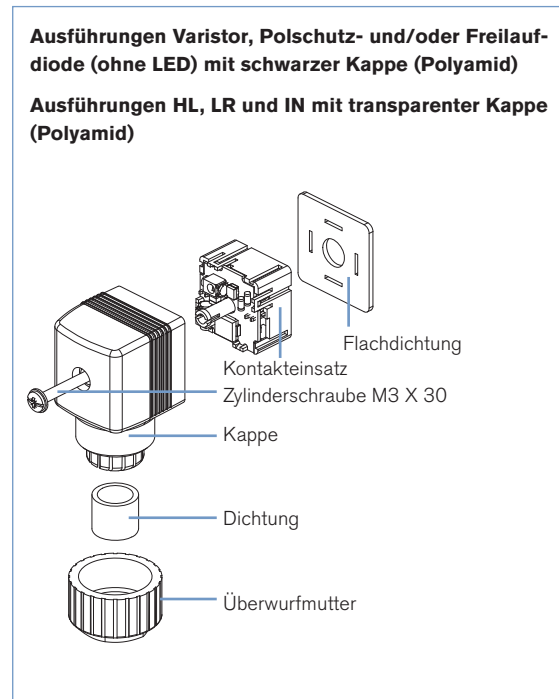 Ausführungen Varistor, Polschutz- und/oder Freilauf-
diode (ohne LED) mit schwarzer Kappe (Polyamid)
Ausführungen HL, LR und IN mit transparenter Kappe
(Polyamid)
Flachdichtung
Kontakteinsatz
Zylinderschraube M3 X 30
Kappe
Dichtung
Überwurfmutter